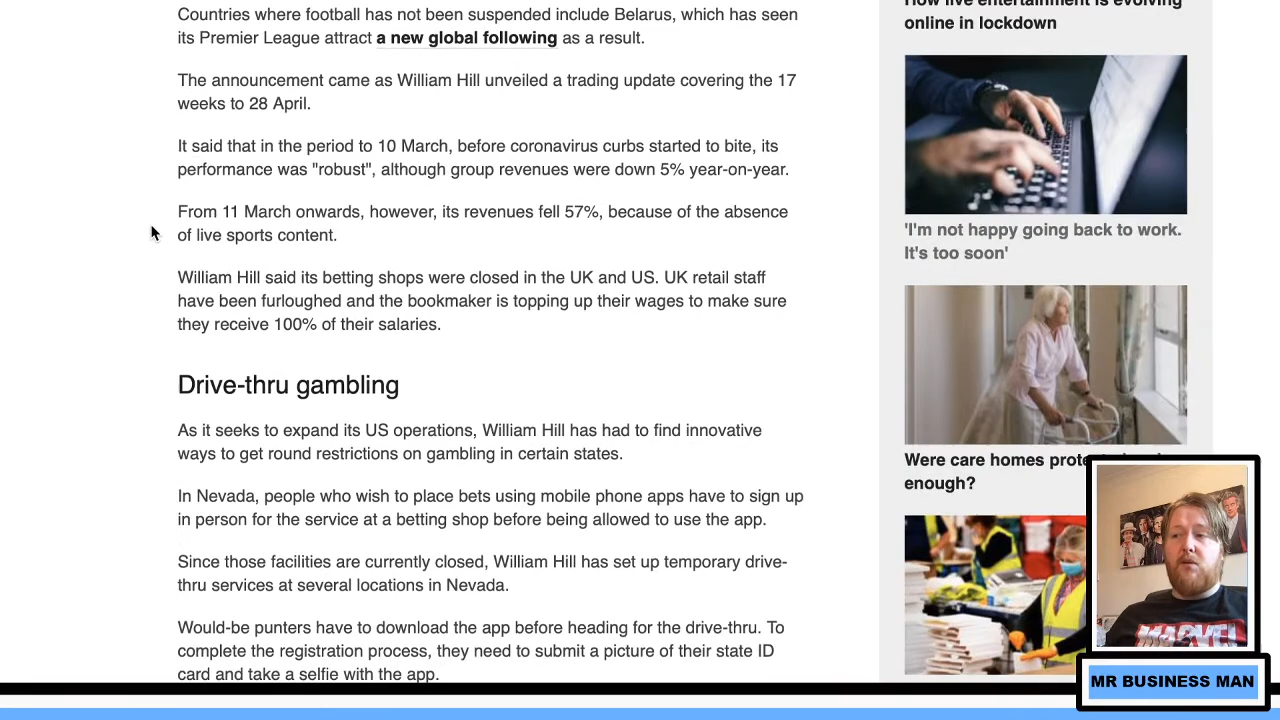 Countries where football has not been suspended include Belarus, which has seen
its Premier League attract a new global following as a result.
The announcement came as William Hill unveiled a trading update covering the 17
weeks to 28 April.
It said that in the period to 10 March, before coronavirus curbs started to bite, its
performance was "robust", although group revenues were down 5% year-on-year.
From 11 March onwards, however, its revenues fell 57%, because of the absence
of live sports content.
William Hill said its betting shops were closed in the UK and US. UK retail staff
have been furloughed and the bookmaker is topping up their wages to make sure
they receive 100% of their salaries.
Drive-thru gambling
As it seeks to expand its US operations, William Hill has had to find innovative
ways to get round restrictions on gambling in certain states.
In Nevada, people who wish to place bets using mobile phone apps have to sign up
in person for the service at a betting shop before being allowed to use the app.
Since those facilities are currently closed, William Hill has set up temporary drive-
thru services at several locations in Nevada.
Would-be punters have to download the app before heading for the drive-thru. To
complete the registration process, they need to submit a picture of their state ID
card and take a selfie with the app.
How live entertainment is evolving
online in lockdown
'I'm not happy going back to work.
It's too soon'
Were care homes
enough?
MARVEL
MR BUSINESS MAN